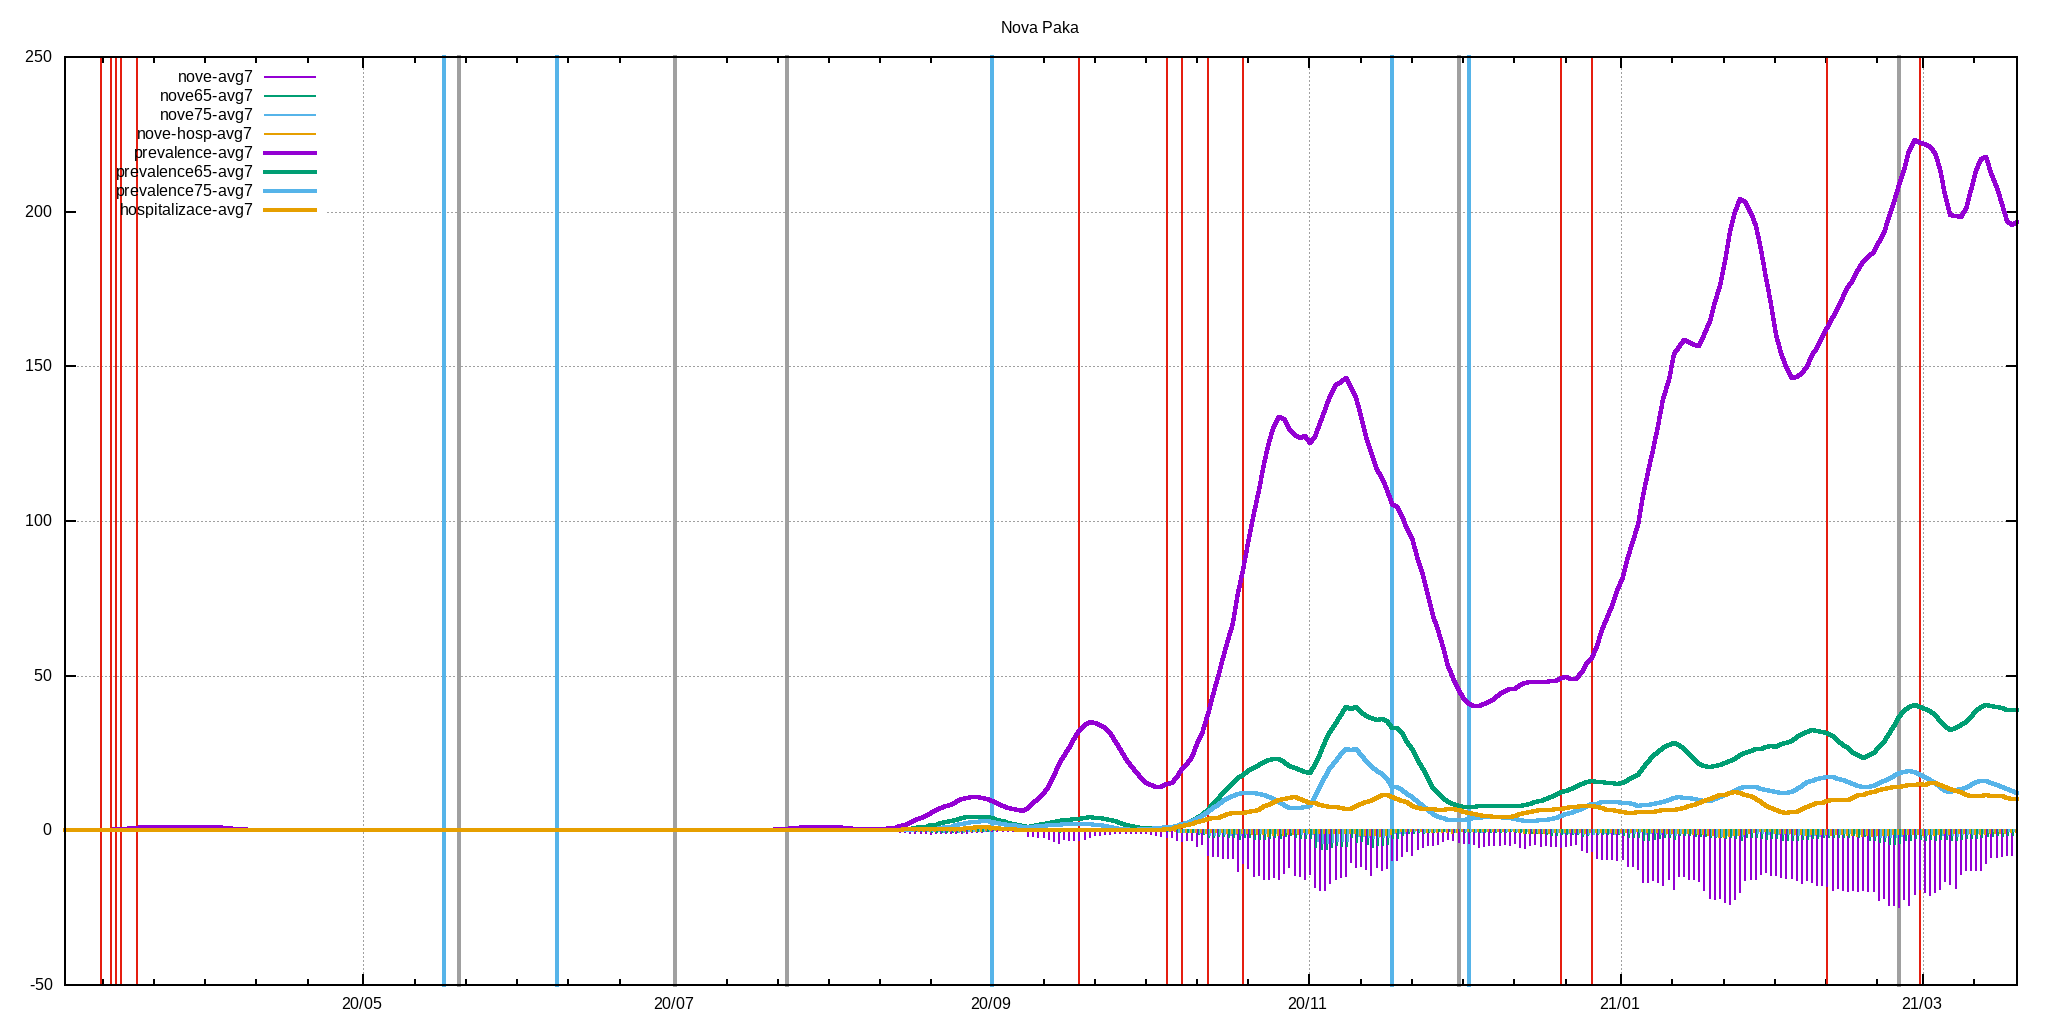 Nova Paka
250
200
150
100
50
0
-50
nove-avg7
nove65-avg7
nove75-avg7
nove-hosp-avg7
prevalence-avg7
prevalence65-avg7
prevalence75-avg7
hospitalizace-avg7
20/05 20/07 20/09 20/11 21/01 21/03